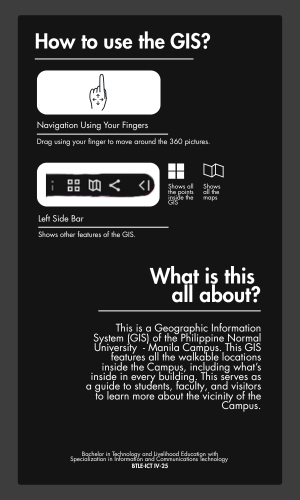 How to use the GIS?
Navigation Using Your Fingers
Drag using your finger to move around the 360 pictures.
Shows all
the points
inside the
GIS
Shows
all the
maps
Left Side Bar
Shows other features of the GIS.
What is this
all about?
This is a Geographic Information
System (GIS) of the Philippine Normal
University - Manila Campus. This GIS
features all the walkable locations
inside the Campus, including what's
inside in every building. This serves as
a guide to students, faculty, and visitors
to learn more about the vicinity of the
Campus.
Bachelor in Technology and Livelihood Education with
Specialization in Information and Communications Technology
BTLE-ICT IV-25